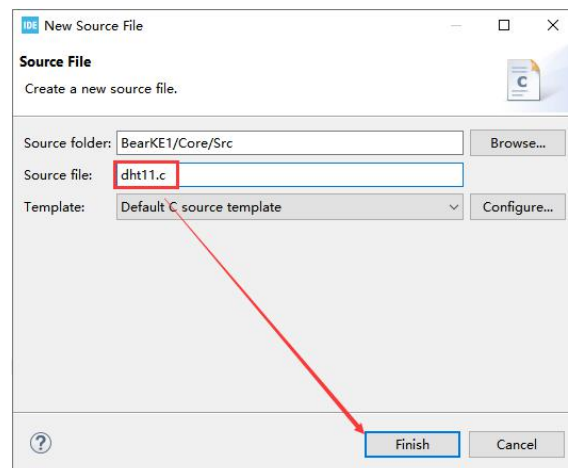 IDE New Source File
Source File
Create a new source file.
C
Source folder: BearKE1/Core/Src Browse...
Source file: dht11.c
Template: Default C source template Configure...
? Finish Cancel